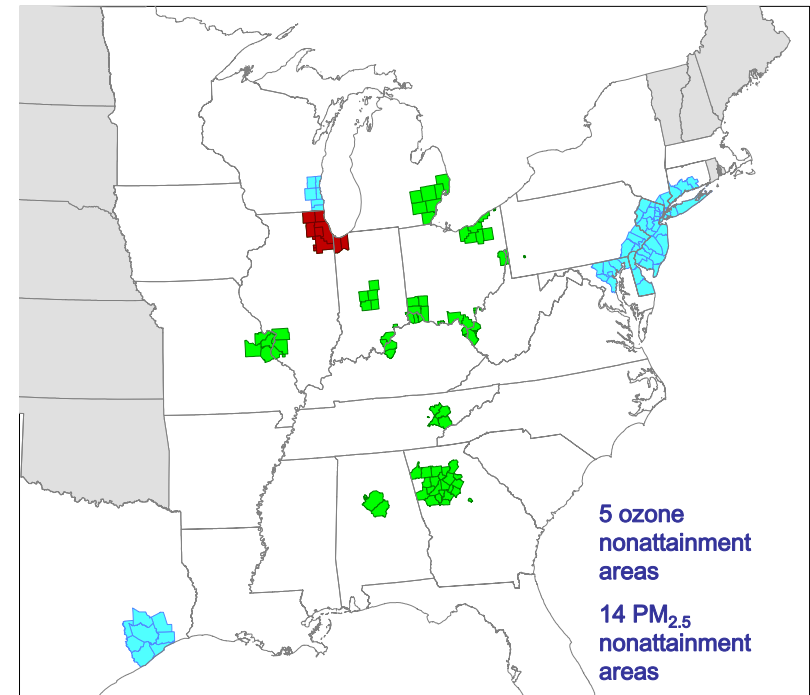 5 ozone
nonattainment
areas
14 PM₂.₅
nonattainment
areas